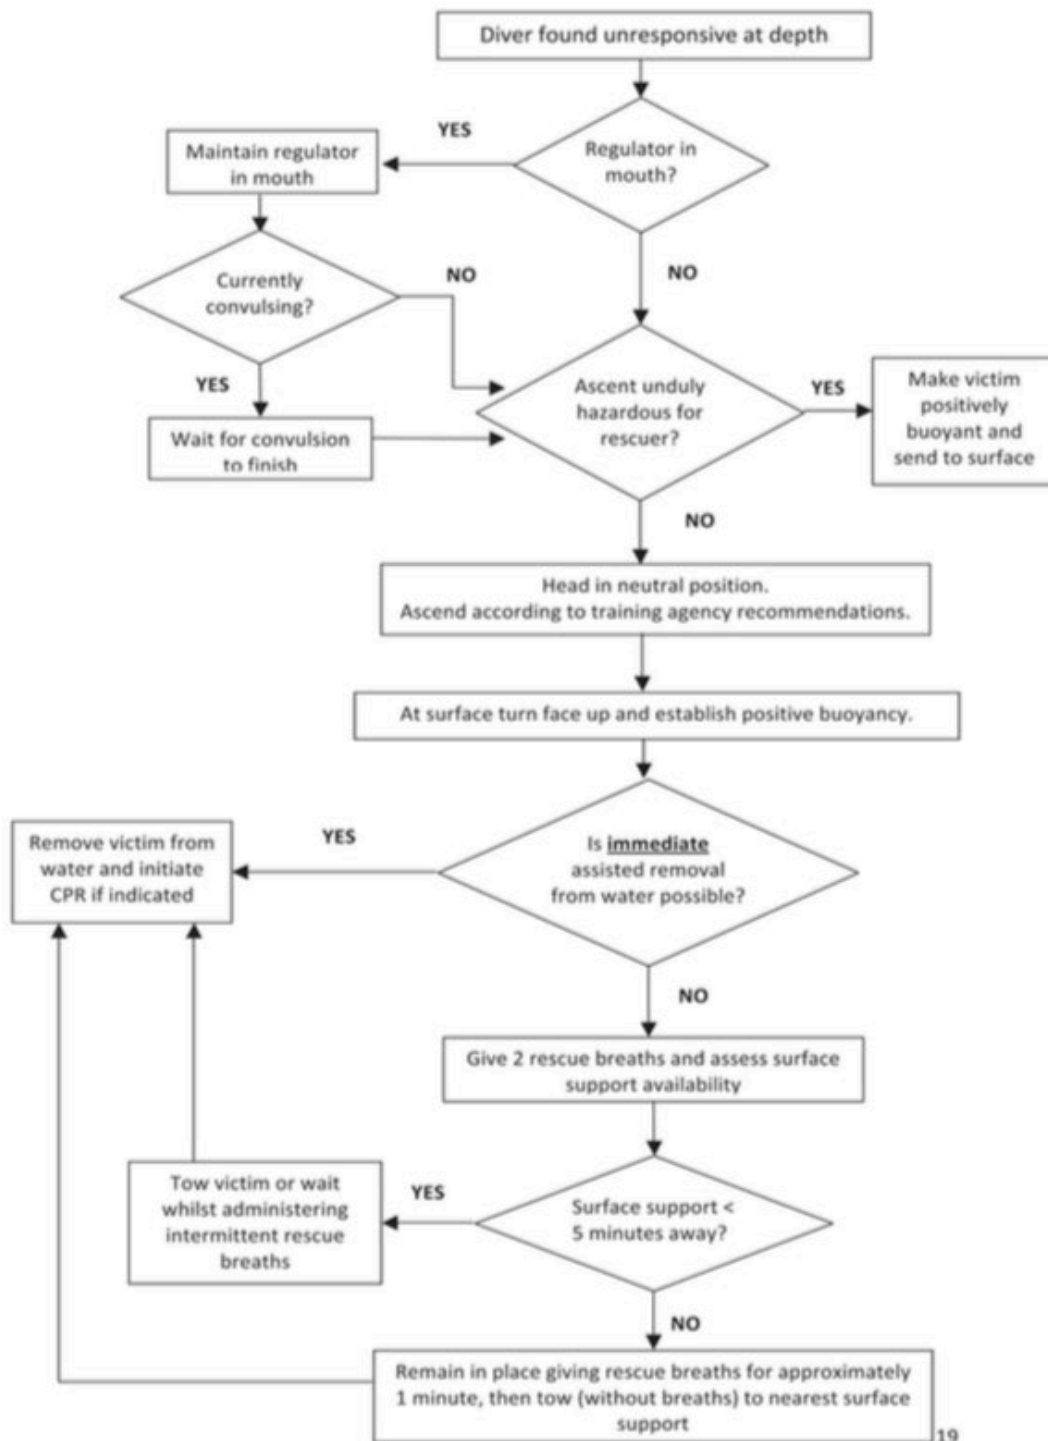 Diver found unresponsive at depth
YES
Regulator in
mouth?
Maintain regulator
in mouth
NO
Currently
convulsing?
NO
YES
Wait for convulsion
to finish
Ascent unduly
hazardous for
rescuer?
YES
Make victim
positively
buoyant and
send to surface
NO
Head in neutral position.
Ascend according to training agency recommendations.
At surface turn face up and establish positive buoyancy.
Is immediate
assisted removal
from water possible?
YES
Remove victim from
water and initiate
CPR if indicated
NO
Give 2 rescue breaths and assess surface
support availability
Surface support <
5 minutes away?
YES
Tow victim or wait
whilst administering
intermittent rescue
breaths
NO
Remain in place giving rescue breaths for approximately
1 minute, then tow (without breaths) to nearest surface
support
19